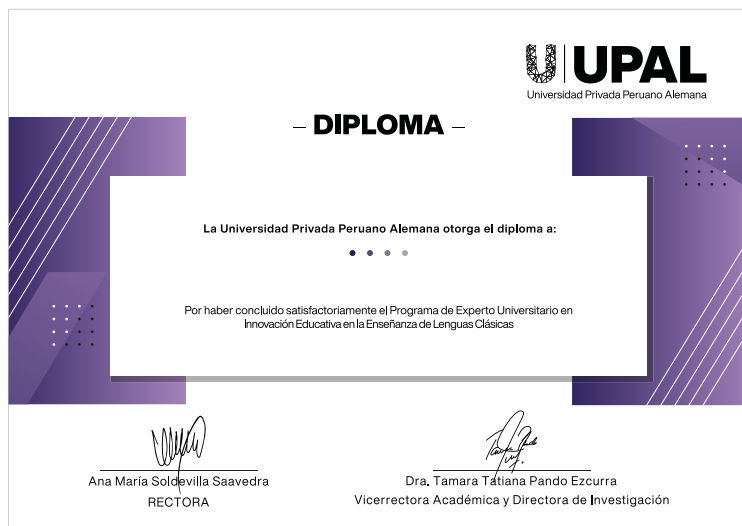 UPAL
Universidad Privada Peruano Alemana
– DIPLOMA –
La Universidad Privada Peruano Alemana otorga el diploma a:
Por haber concluido satisfactoriamente el Programa de Experto Universitario en
Innovación Educativa en la Enseñanza de Lenguas Clásicas
Ana María Soldevilla Saavedra
RECTORA
Dra. Tamara Tatiana Pando Ezcurra
Vicerrectora Académica y Directora de Investigación